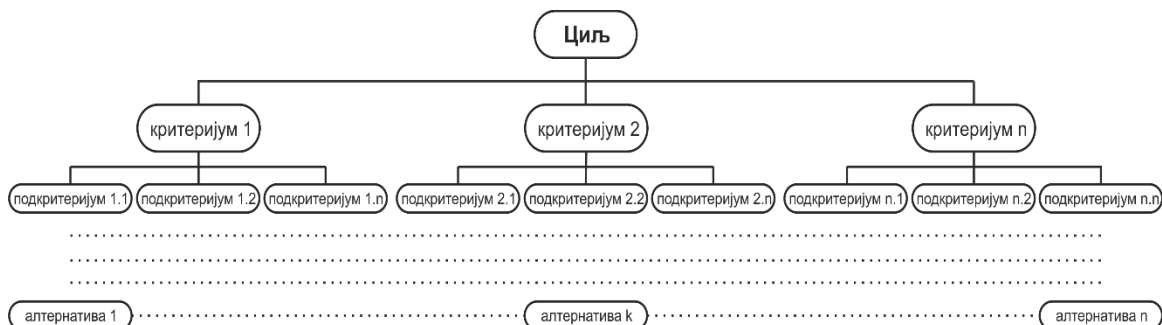 Циљ
критеријум 1 критеријум 2 критеријум n
подкритеријум 1.1 подкритеријум 1.2 подкритеријум 1.n подкритеријум 2.1 подкритеријум 2.2 подкритеријум 2.n подкритеријум n.1 подкритеријум n.2 подкритеријум n.n
алтернатива 1 алтернатива k алтернатива n